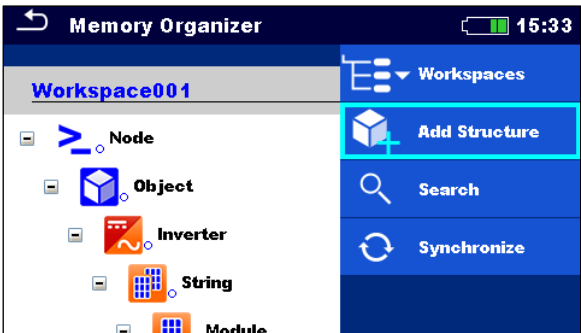 Memory Organizer
15:33
Workspace001
Node
Object
Inverter
String
Module
Workspaces
Add Structure
Search
Synchronize